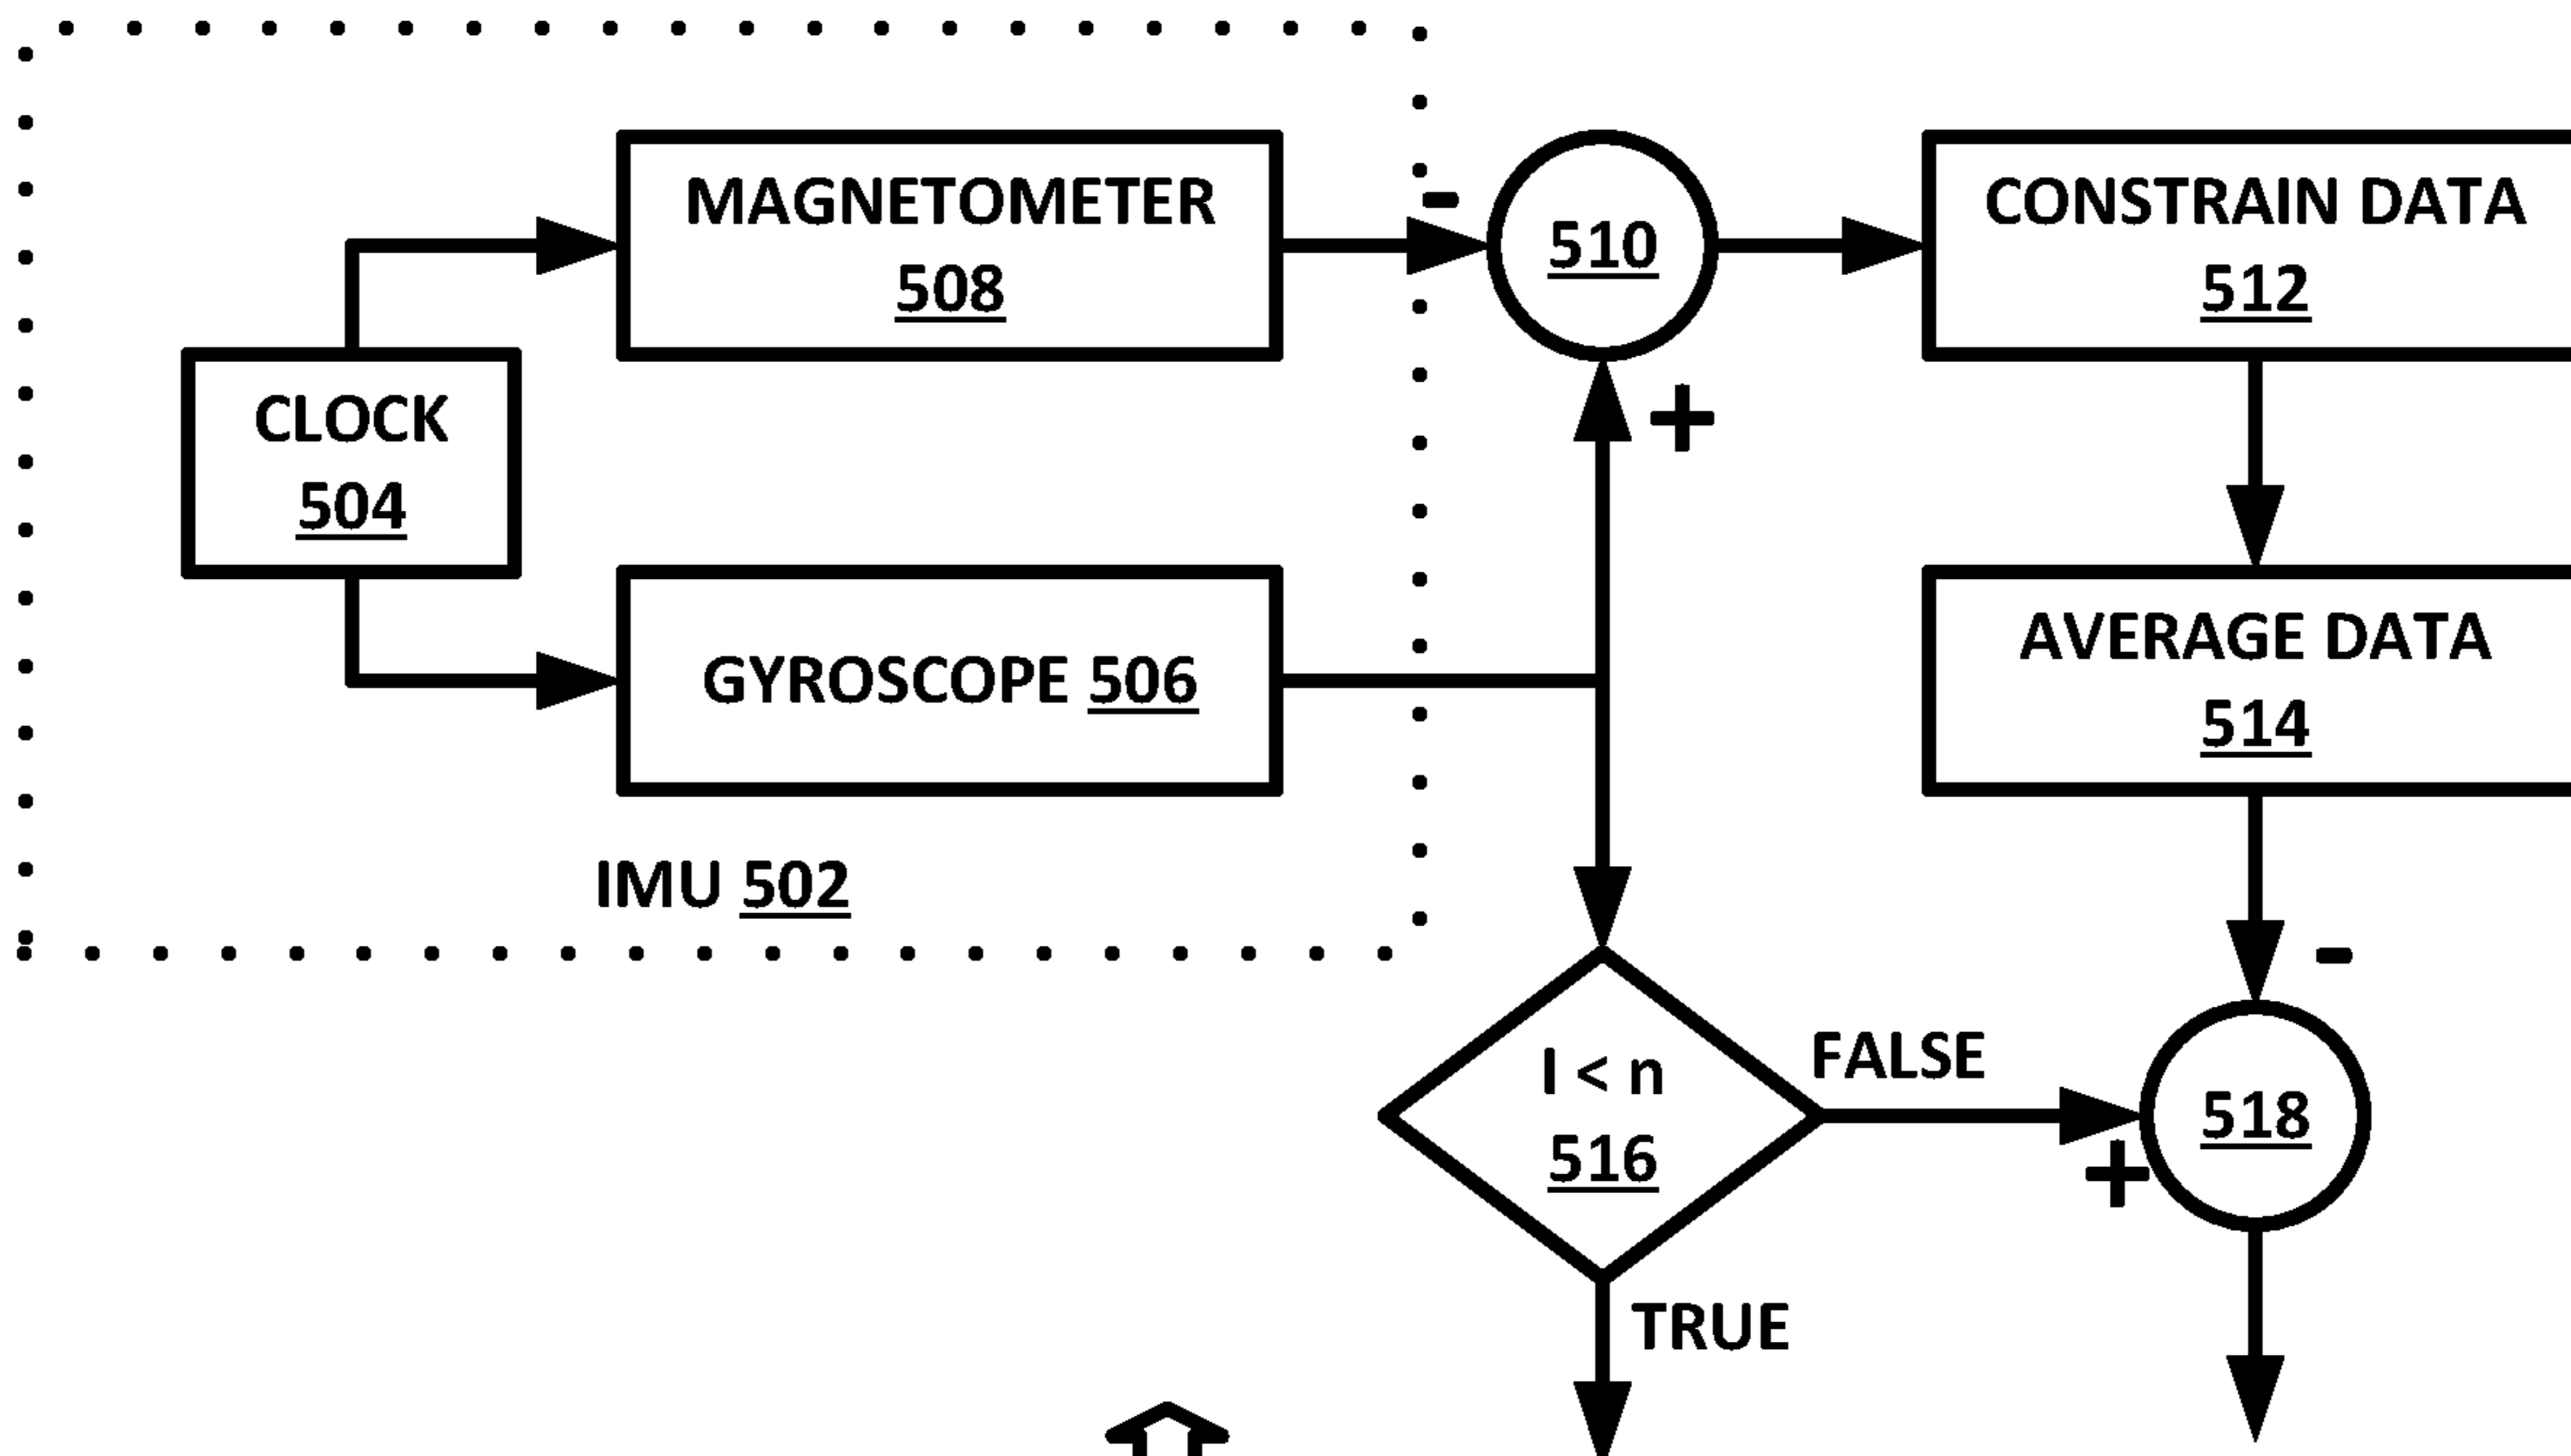 MAGNETOMETER
508
-
510
CONSTRAIN DATA
512
CLOCK
504
+
GYROSCOPE 506
AVERAGE DATA
514
IMU 502
-
I < n
516
FALSE
518
+
TRUE